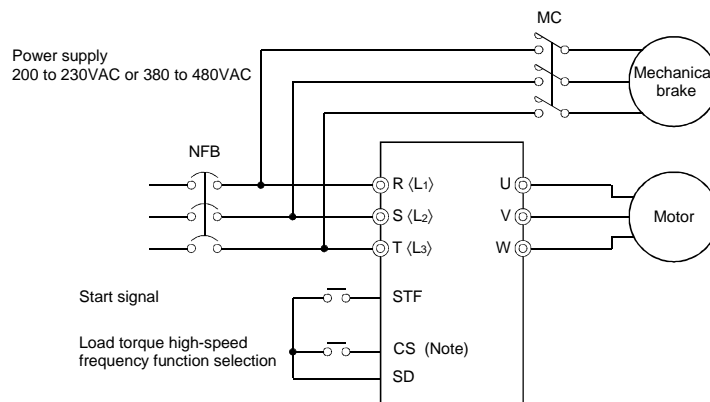 MC
Power supply
200 to 230VAC or 380 to 480VAC
Mechanical
brake
NFB
R ⟨L1⟩
U
S ⟨L2⟩
V
Motor
T ⟨L3⟩
W
Start signal
STF
Load torque high-speed
frequency function selection
CS (Note)
SD